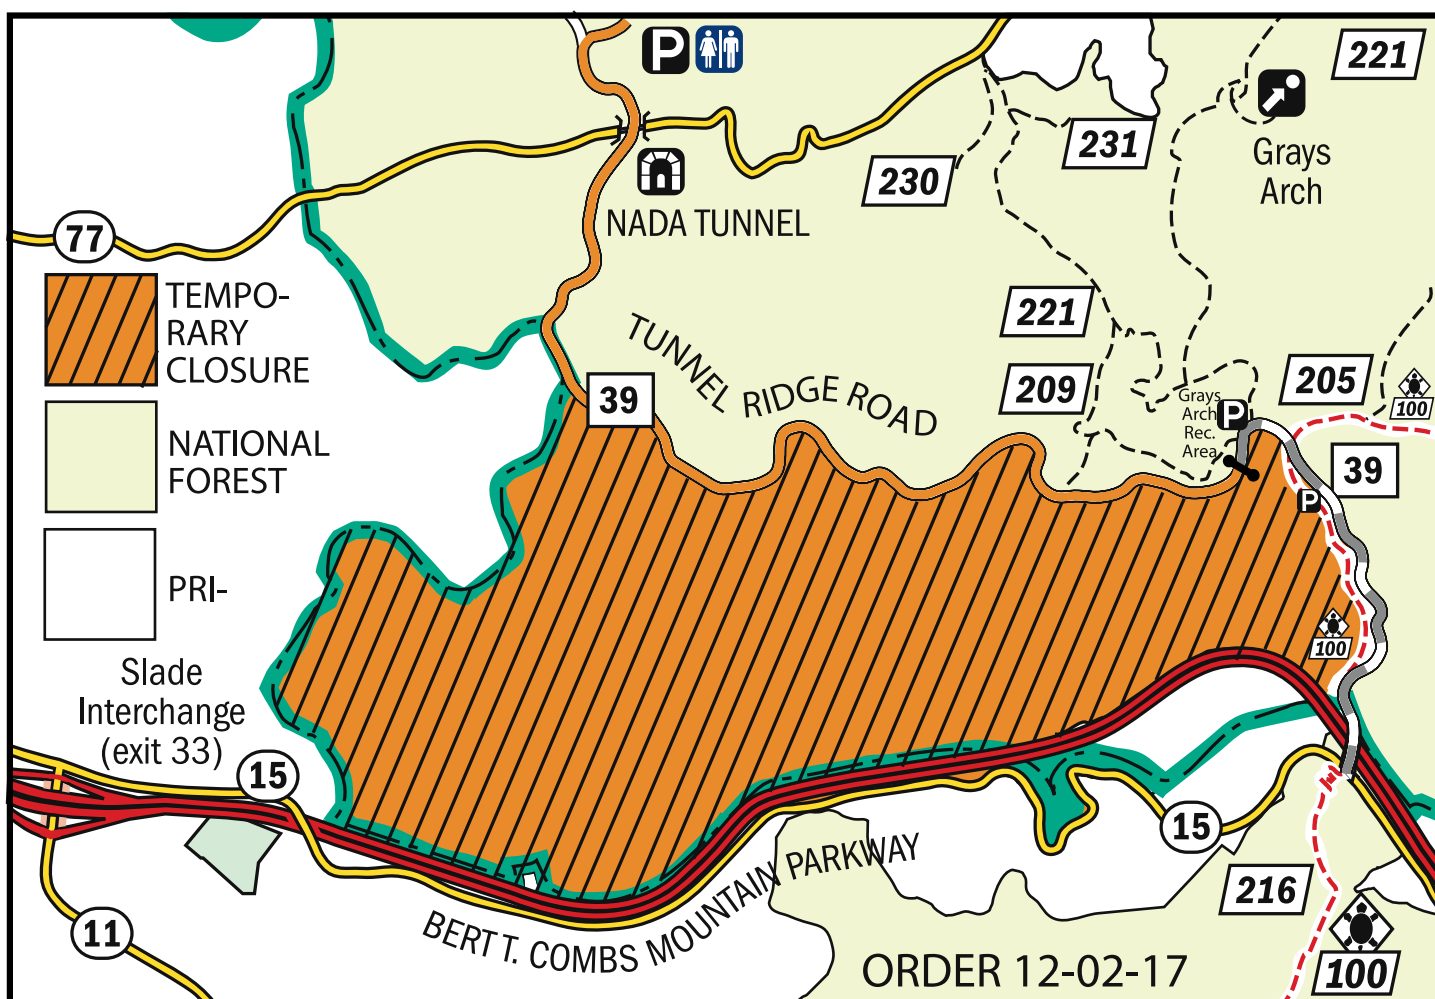 P
221
231
Grays
Arch
230
NADA TUNNEL
77
TEMPO-
RARY
CLOSURE
221
TUNNEL RIDGE ROAD
209
205
39
100
Grays
Arch
Rec.
Area
P
NATIONAL
FOREST
39
P
PRI-
100
Slade
Interchange
(exit 33)
15
15
BERT T. COMBS MOUNTAIN PARKWAY
216
11
ORDER 12-02-17
100